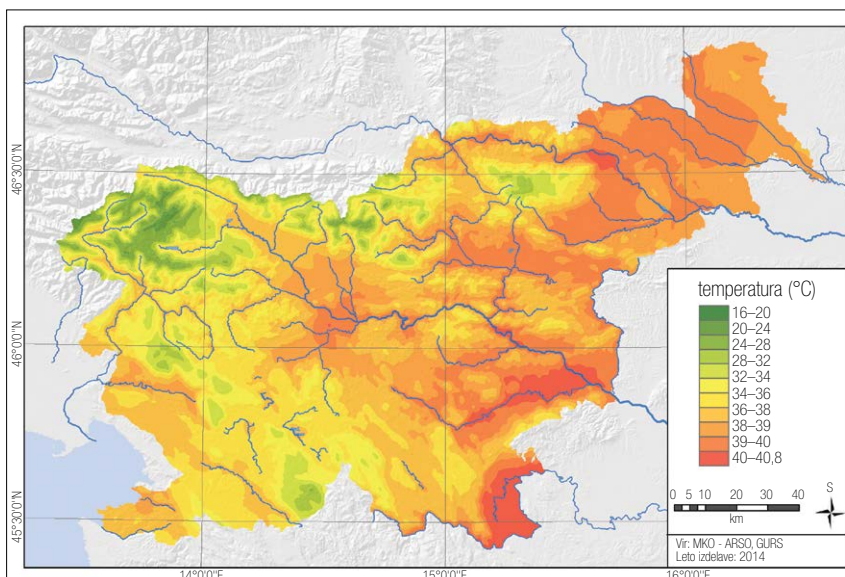 46°30'0"N
46°0'0"N
45°30'0"N
14°0'0"E
15°0'0"E
16°0'0"E
temperatura (°C)
16–20
20–24
24–28
28–32
32–34
34–36
36–38
38–39
39–40
40–40,8
S
0 5 10 20 30 40
km
Vir: MKO - ARSO, GURS
Leto izdelave: 2014